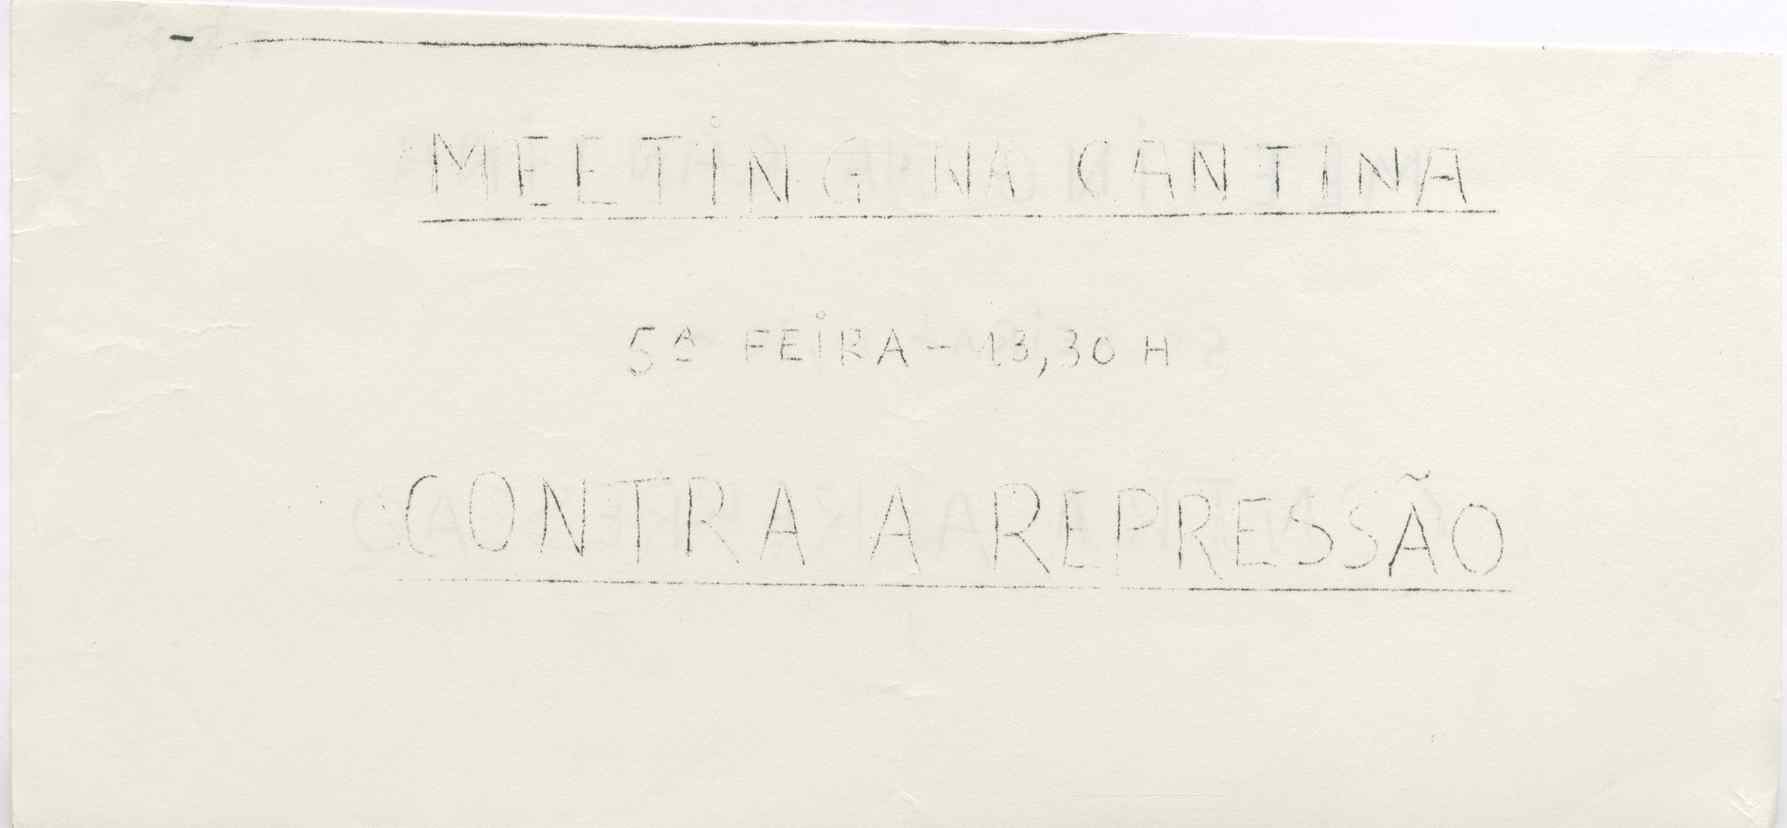 MEETING NA CANTINA
5ª FEIRA - 13,30 H
CONTRA A REPRESSÃO